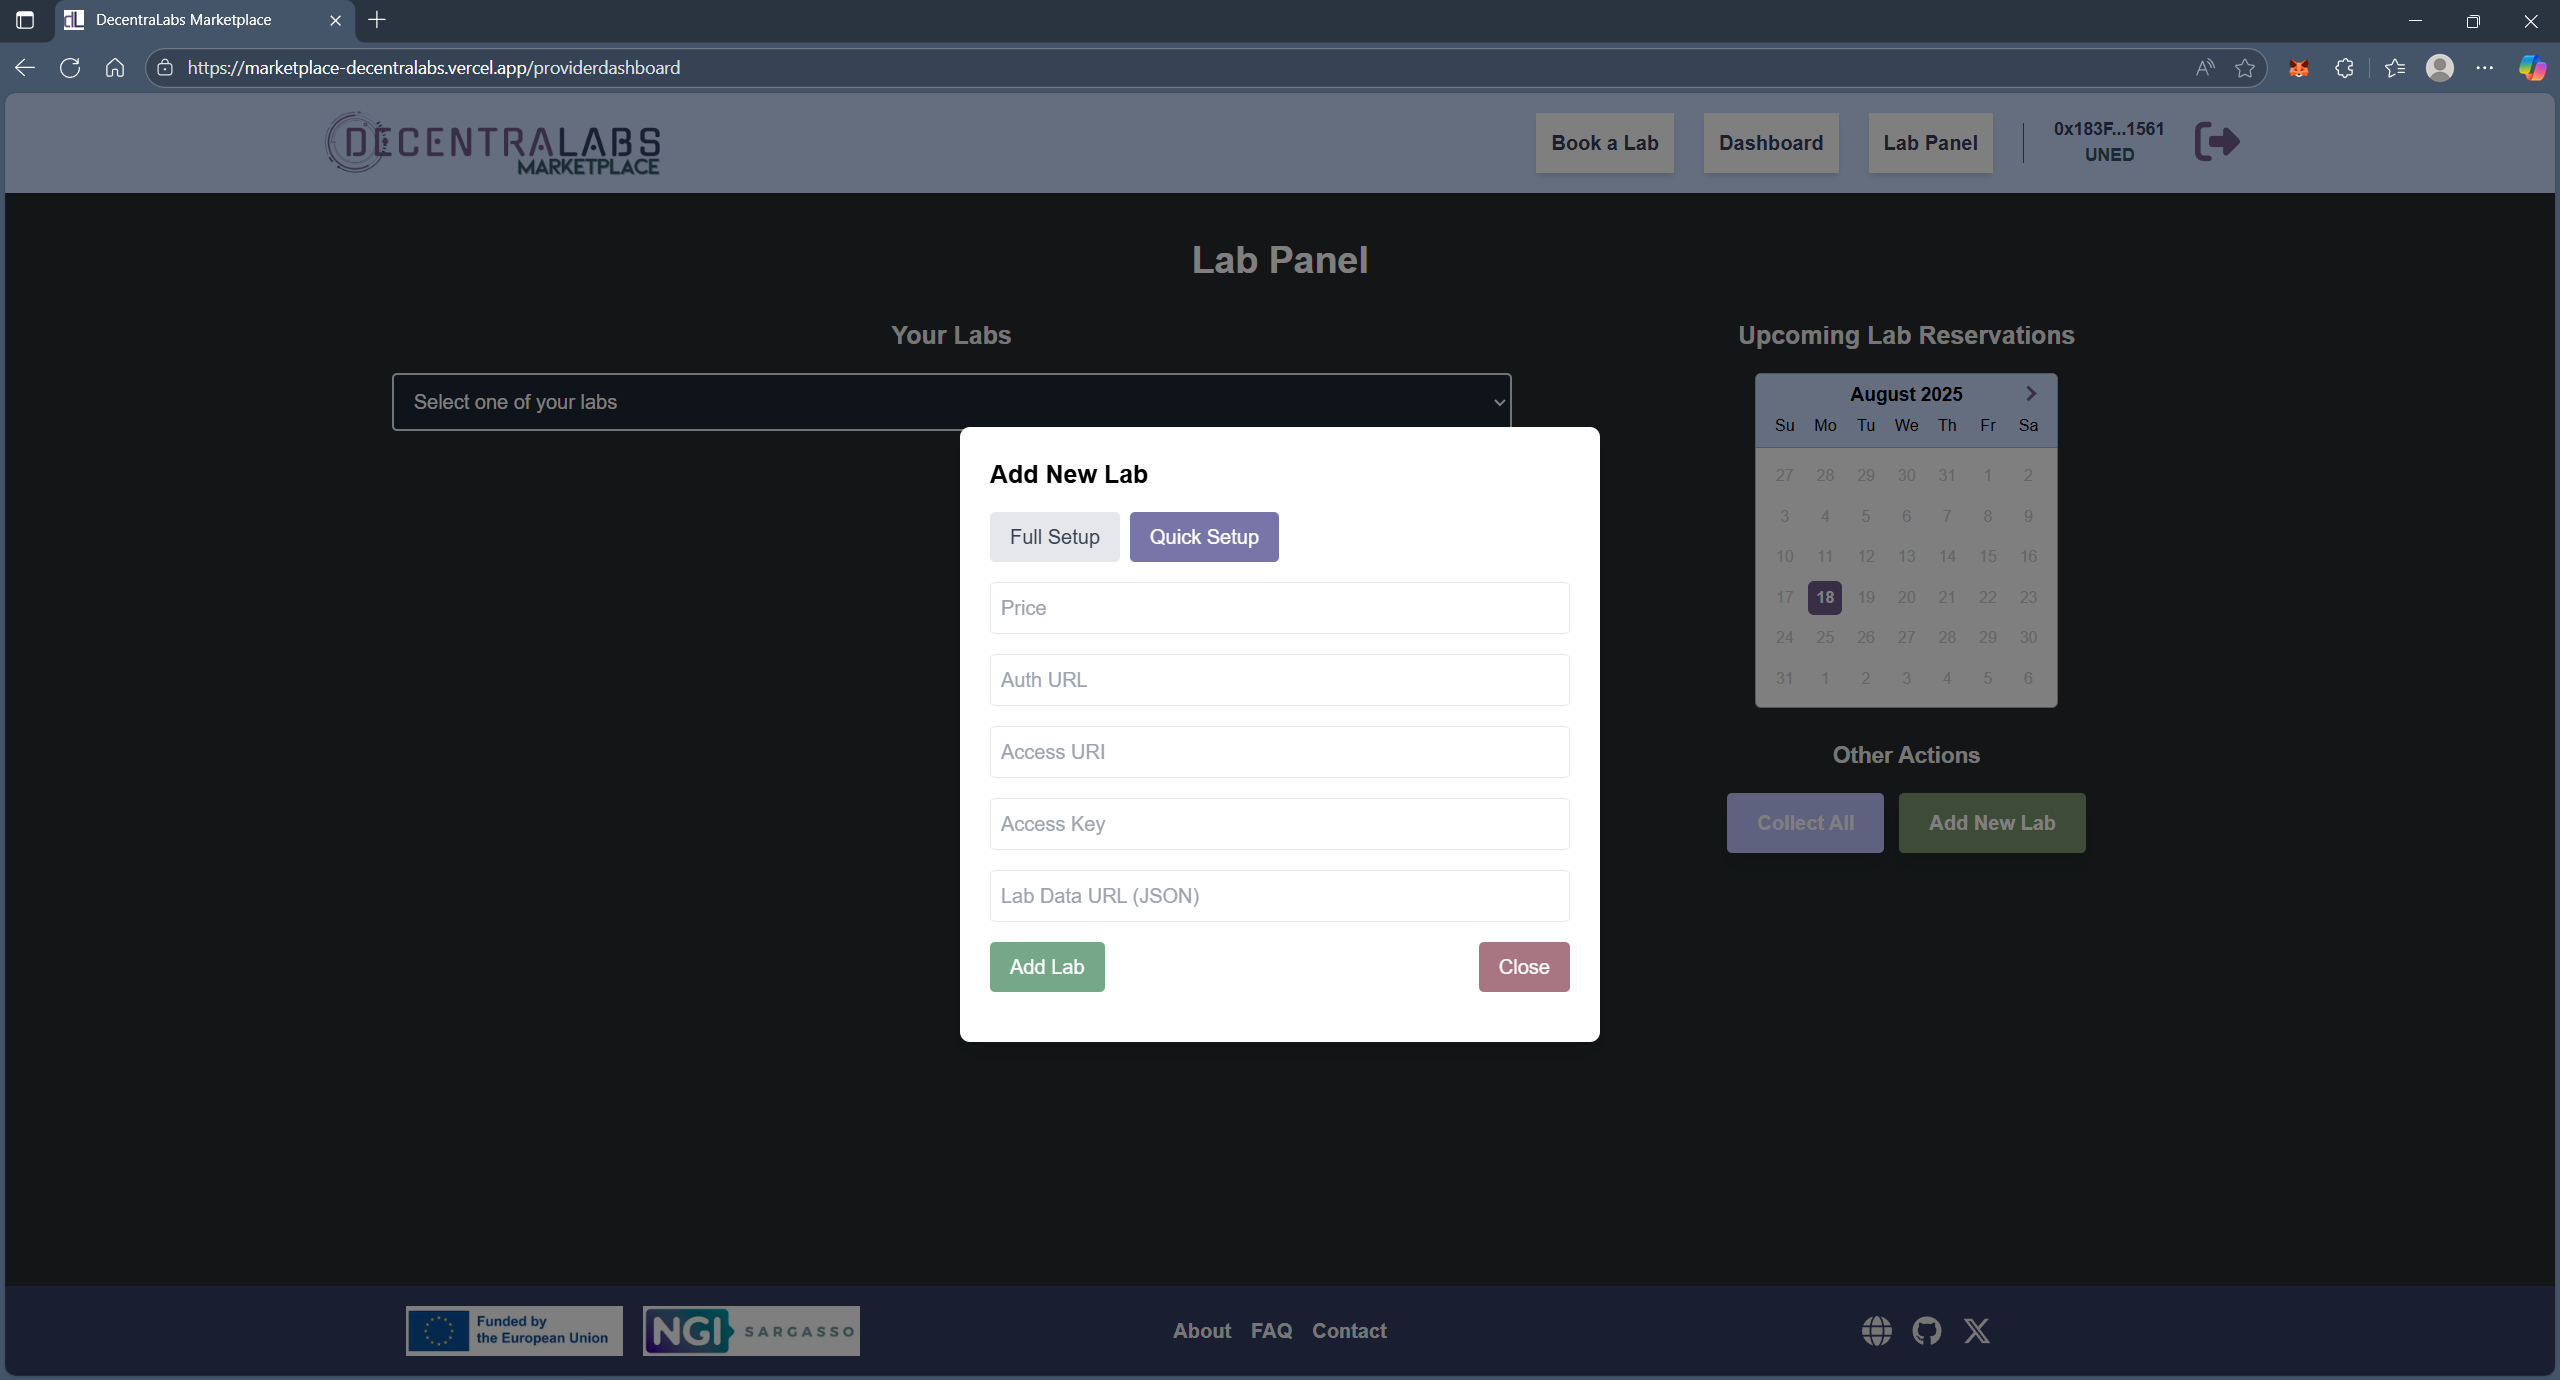 DecentraLabs Marketplace
https://marketplace-decentralabs.vercel.app/providerdashboard
DECENTRALABS
MARKETPLACE
Book a Lab
Dashboard
Lab Panel
0x183F...1561
UNED
Lab Panel
Your Labs
Select one of your labs
Upcoming Lab Reservations
August 2025
Su Mo Tu We Th Fr Sa
27 28 29 30 31 1 2
3 4 5 6 7 8 9
10 11 12 13 14 15 16
17 18 19 20 21 22 23
24 25 26 27 28 29 30
31 1 2 3 4 5 6
Other Actions
Collect All
Add New Lab
Add New Lab
Full Setup
Quick Setup
Price
Auth URL
Access URI
Access Key
Lab Data URL (JSON)
Add Lab
Close
Funded by
the European Union
NGI SARGASSO
About FAQ Contact